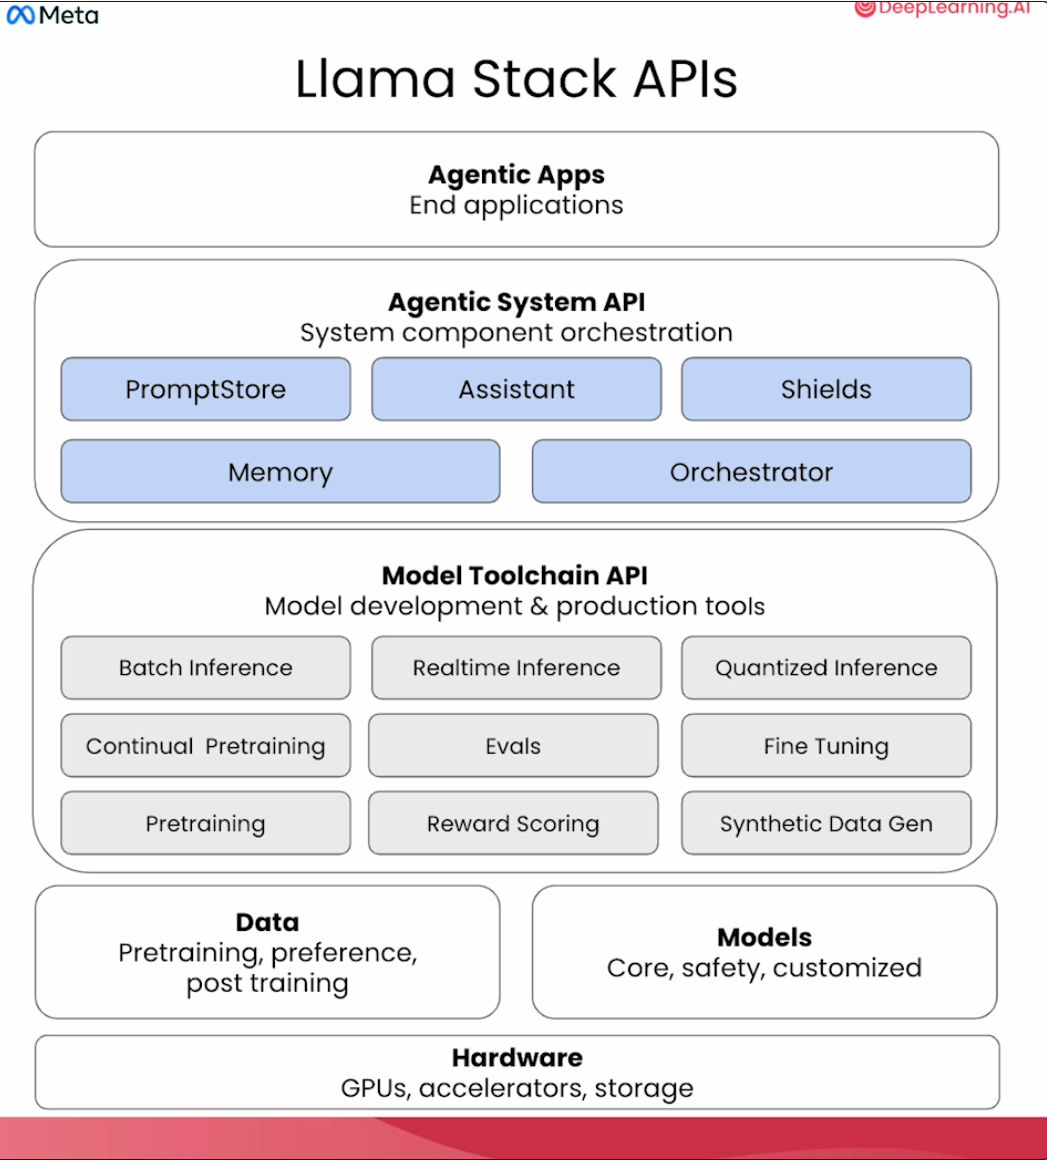 Meta
DeepLearning.AI
Llama Stack APIs
Agentic Apps
End applications
Agentic System API
System component orchestration
PromptStore
Assistant
Shields
Memory
Orchestrator
Model Toolchain API
Model development & production tools
Batch Inference
Realtime Inference
Quantized Inference
Continual Pretraining
Evals
Fine Tuning
Pretraining
Reward Scoring
Synthetic Data Gen
Data
Pretraining, preference,
post training
Models
Core, safety, customized
Hardware
GPUs, accelerators, storage